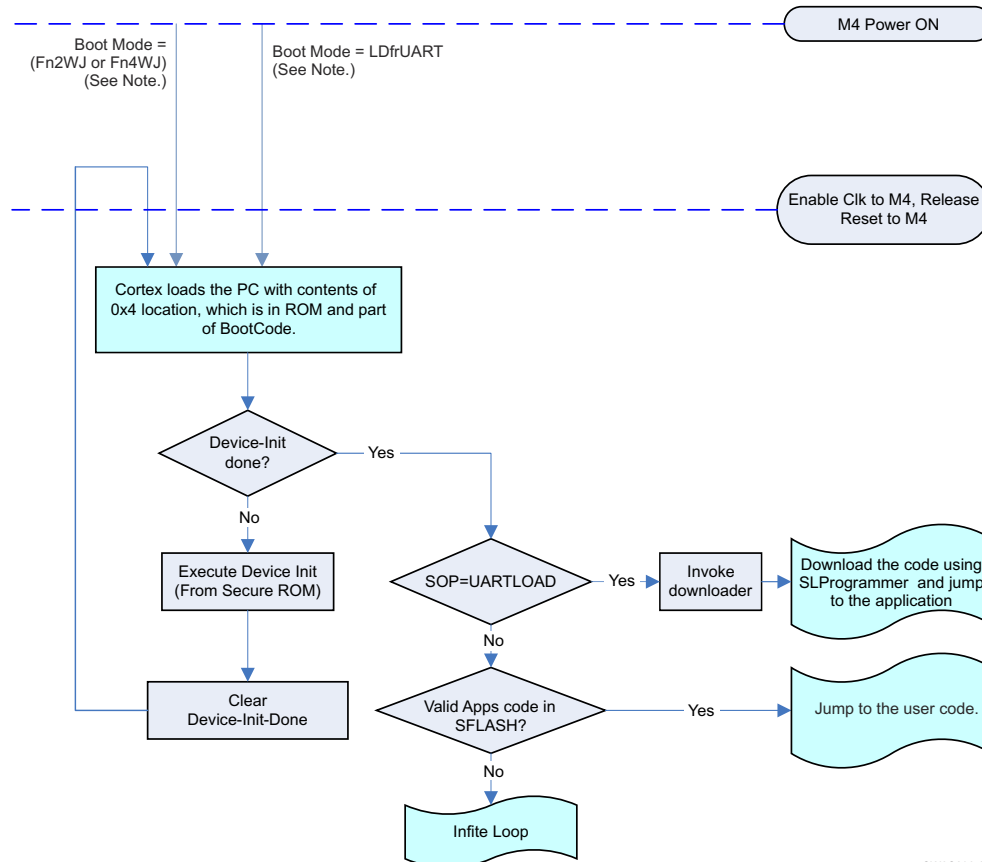 M4 Power ON
Boot Mode =
(Fn2WJ or Fn4WJ)
(See Note.)
Boot Mode = LDfrUART
(See Note.)
Enable Clk to M4, Release
Reset to M4
Cortex loads the PC with contents of
0x4 location, which is in ROM and part
of BootCode.
Device-Init
done?
Yes
No
Execute Device Init
(From Secure ROM)
Clear
Device-Init-Done
SOP=UARTLOAD
Yes
Invoke
downloader
Download the code using
SLProgrammer and jump
to the application
No
Valid Apps code in
SFLASH?
Yes
Jump to the user code.
No
Infite Loop